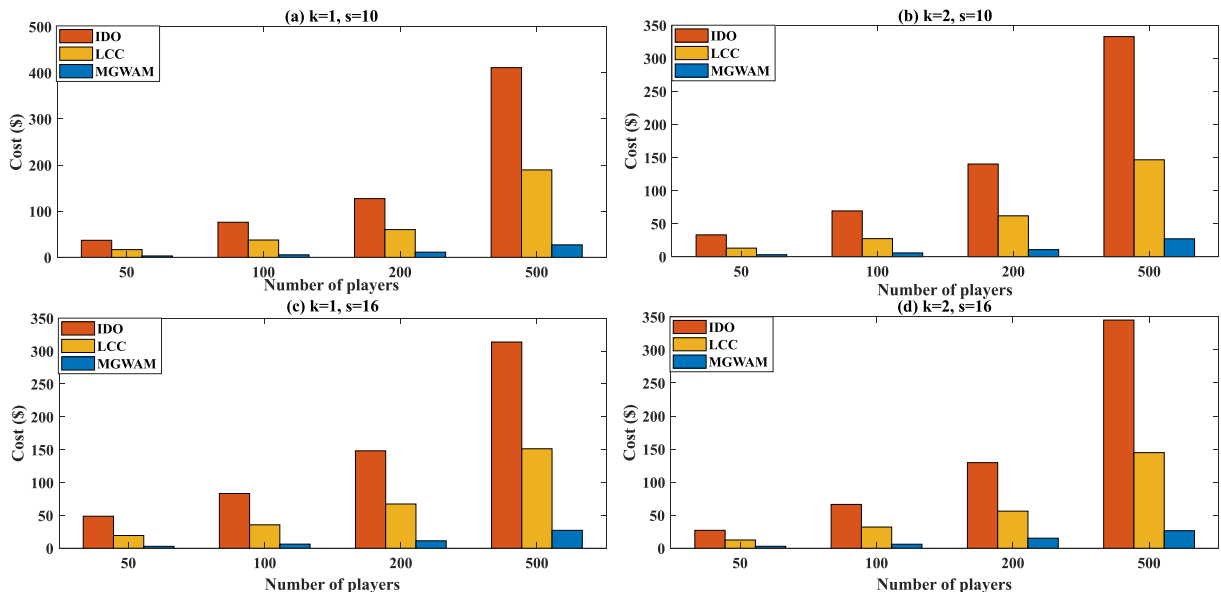 (a) k=1, s=10
500
400
300
200
100
0
Cost ($)
IDO
LCC
MGWAM
50 100 200 500
Number of players
(b) k=2, s=10
350
300
250
200
150
100
50
0
Cost ($)
IDO
LCC
MGWAM
50 100 200 500
Number of players
(c) k=1, s=16
350
300
250
200
150
100
50
0
Cost ($)
IDO
LCC
MGWAM
50 100 200 500
Number of players
(d) k=2, s=16
350
300
250
200
150
100
50
0
Cost ($)
IDO
LCC
MGWAM
50 100 200 500
Number of players